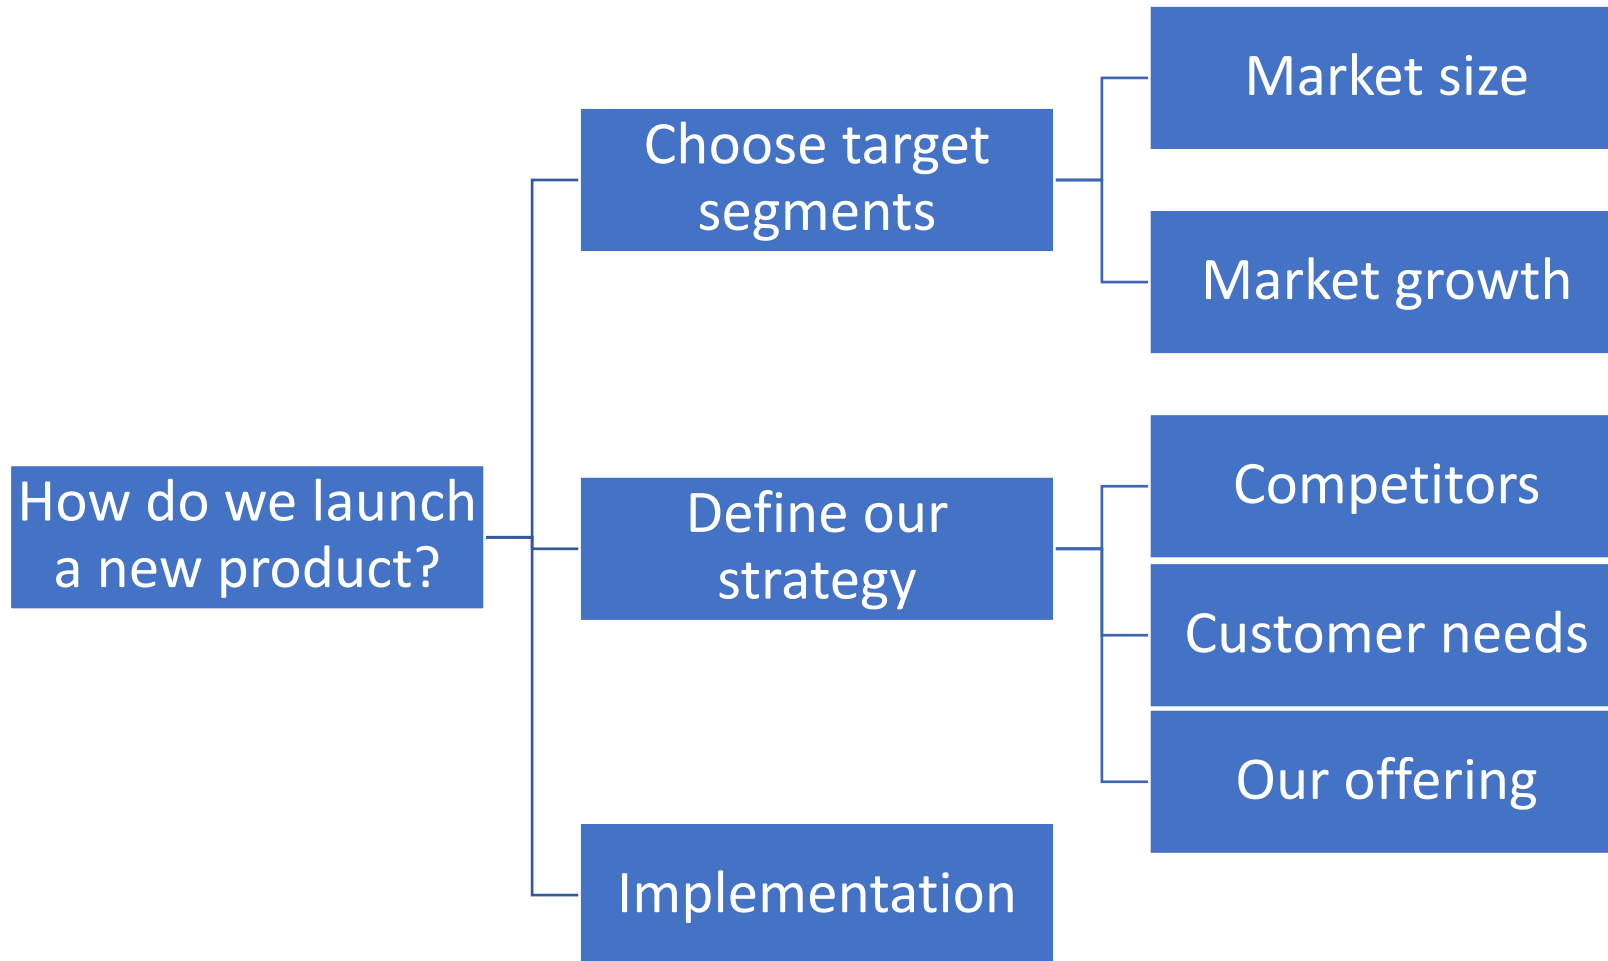 How do we launch
a new product?
Choose target
segments
Market size
Market growth
Define our
strategy
Competitors
Customer needs
Our offering
Implementation